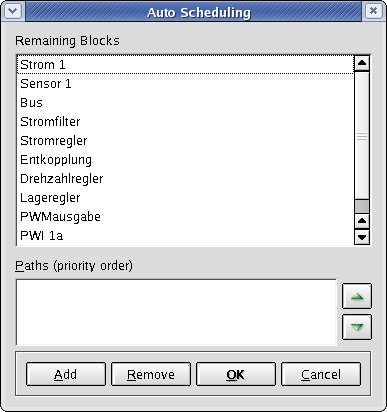 Auto Scheduling
Remaining Blocks
Strom 1
Sensor 1
Bus
Stromfilter
Stromregler
Entkopplung
Drehzahlregler
Lageregler
PWMausgabe
PWI 1a
Paths (priority order)
Add Remove OK Cancel